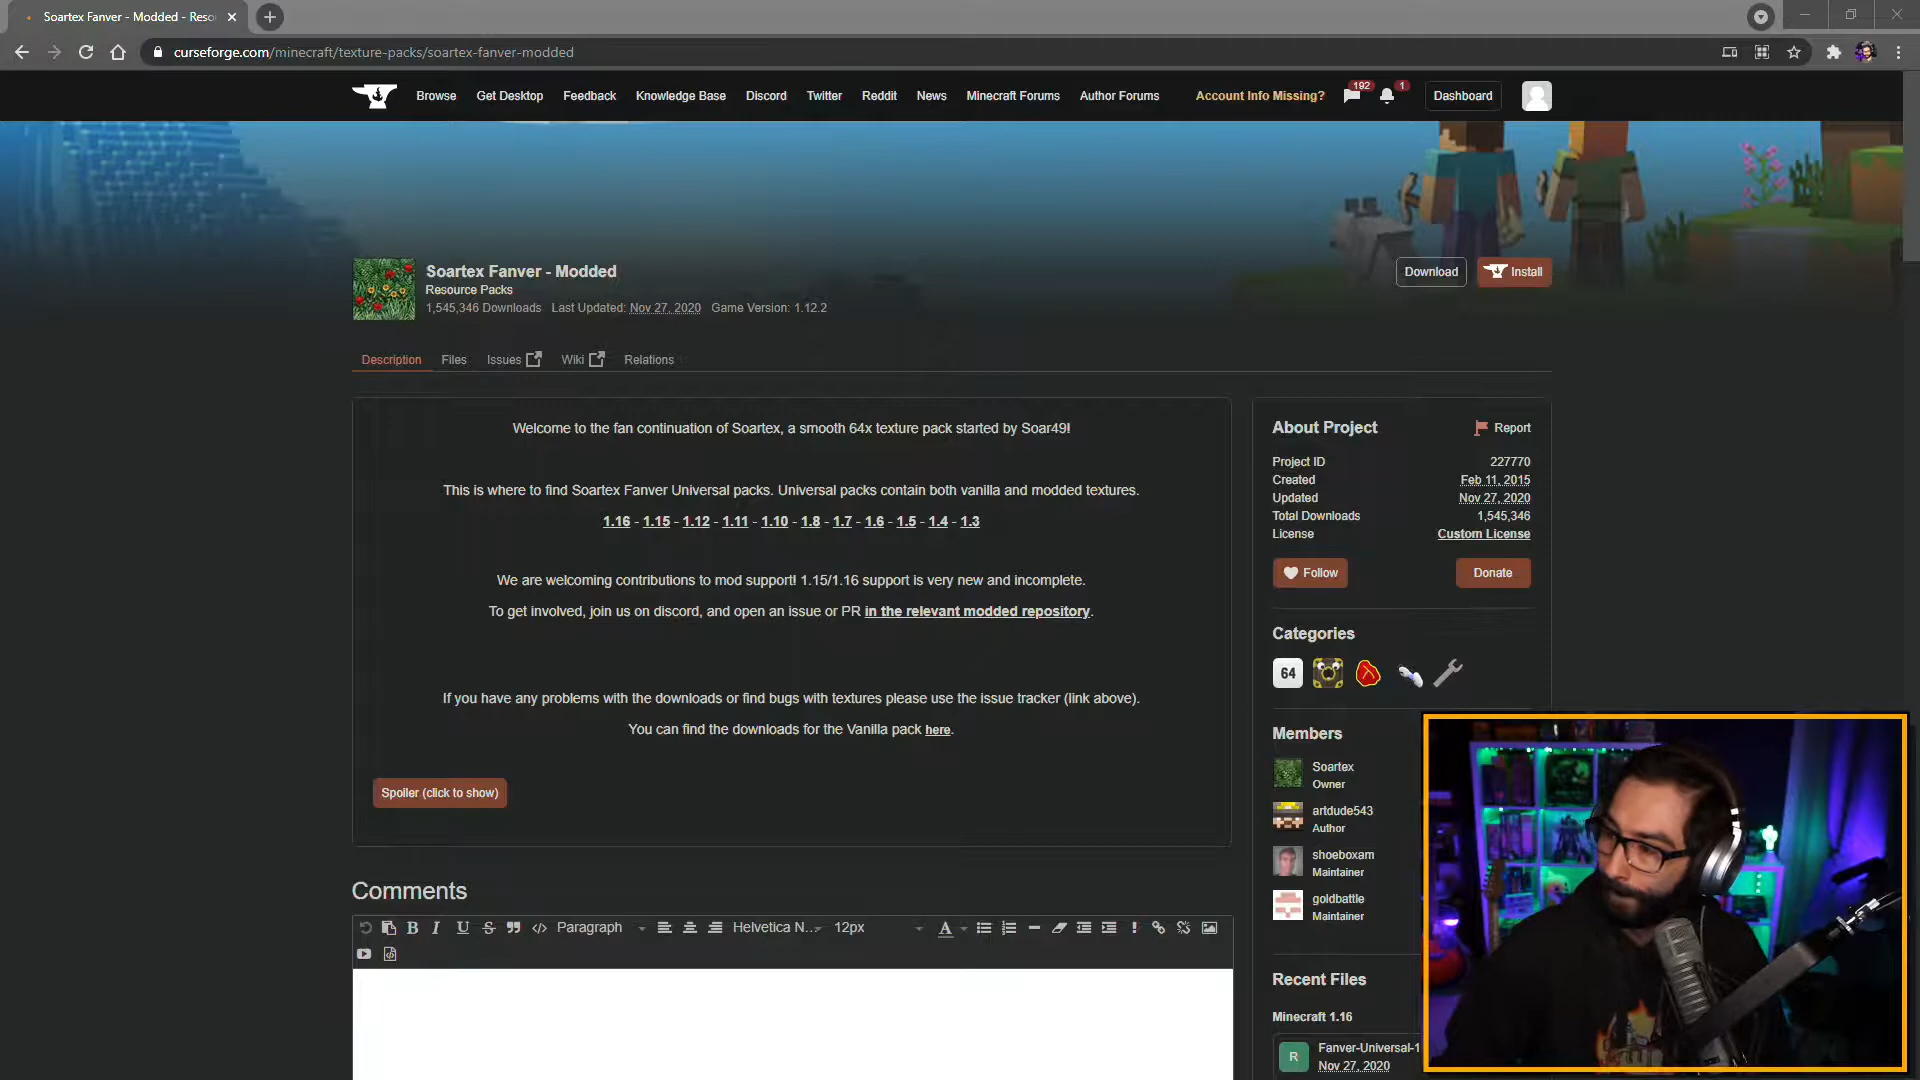 Soartex Fanver - Modded - Reso
curseforge.com/minecraft/texture-packs/soartex-fanver-modded
Browse Get Desktop Feedback Knowledge Base Discord Twitter Reddit News Minecraft Forums Author Forums Account Info Missing? 192 1 Dashboard
Soartex Fanver - Modded
Resource Packs
1,545,346 Downloads Last Updated: Nov 27, 2020 Game Version: 1.12.2
Download Install
Description Files Issues Wiki Relations
Welcome to the fan continuation of Soartex, a smooth 64x texture pack started by Soar49!
This is where to find Soartex Fanver Universal packs. Universal packs contain both vanilla and modded textures.
1.16 - 1.15 - 1.12 - 1.11 - 1.10 - 1.8 - 1.7 - 1.6 - 1.5 - 1.4 - 1.3
We are welcoming contributions to mod support! 1.15/1.16 support is very new and incomplete.
To get involved, join us on discord, and open an issue or PR in the relevant modded repository.
If you have any problems with the downloads or find bugs with textures please use the issue tracker (link above).
You can find the downloads for the Vanilla pack here.
Spoiler (click to show)
Comments
Paragraph Helvetica N... 12px
About Project Report
Project ID 227770
Created Feb 11, 2015
Updated Nov 27, 2020
Total Downloads 1,545,346
License Custom License
Follow Donate
Categories
64
Members
Soartex
Owner
artdude543
Author
shoeboxam
Maintainer
goldbattle
Maintainer
Recent Files
Minecraft 1.16
R Fanver-Universal-1
Nov 27, 2020